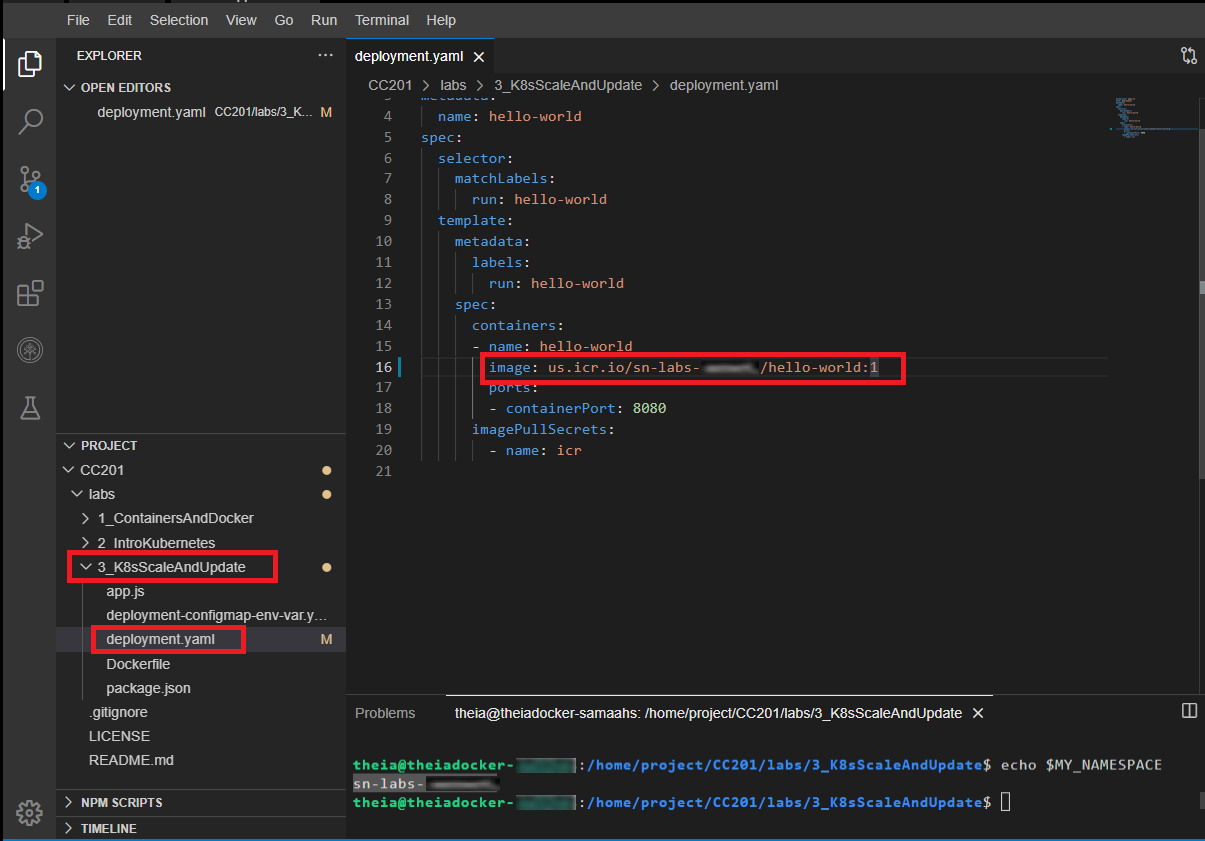 File Edit Selection View Go Run Terminal Help
EXPLORER
OPEN EDITORS
deployment.yaml CC201/labs/3_K... M
1
PROJECT
CC201
labs
1_ContainersAndDocker
2_IntroKubernetes
3_K8sScaleAndUpdate
app.js
deployment-configmap-env-var.y...
deployment.yaml M
Dockerfile
package.json
.gitignore
LICENSE
README.md
NPM SCRIPTS
TIMELINE
deployment.yaml
CC201 > labs > 3_K8sScaleAndUpdate > deployment.yaml
3 metadata:
4 name: hello-world
5 spec:
6 selector:
7 matchLabels:
8 run: hello-world
9 template:
10 metadata:
11 labels:
12 run: hello-world
13 spec:
14 containers:
15 - name: hello-world
16 image: us.icr.io/sn-labs- /hello-world:1
17 ports:
18 - containerPort: 8080
19 imagePullSecrets:
20 - name: icr
21
Problems theia@theiadocker-samaahs: /home/project/CC201/labs/3_K8sScaleAndUpdate
theia@theiadocker- :/home/project/CC201/labs/3_K8sScaleAndUpdate$ echo $MY_NAMESPACE
sn-labs-
theia@theiadocker- :/home/project/CC201/labs/3_K8sScaleAndUpdate$